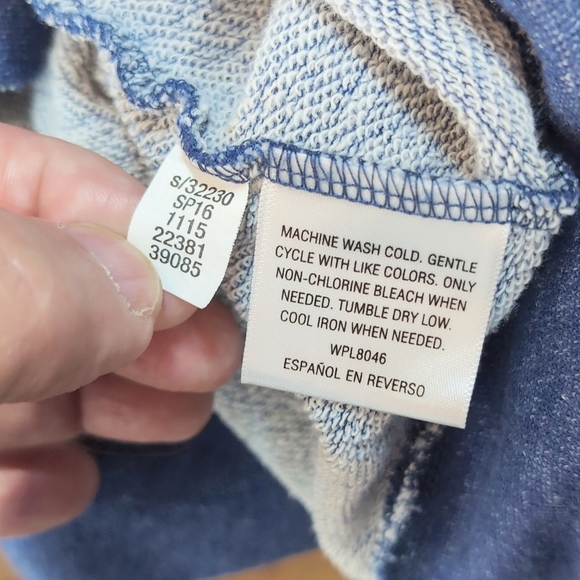 S/32230
SP16
1115
22381
39085
MACHINE WASH COLD. GENTLE
CYCLE WITH LIKE COLORS. ONLY
NON-CHLORINE BLEACH WHEN
NEEDED. TUMBLE DRY LOW.
COOL IRON WHEN NEEDED.
WPL8046
ESPAÑOL EN REVERSO